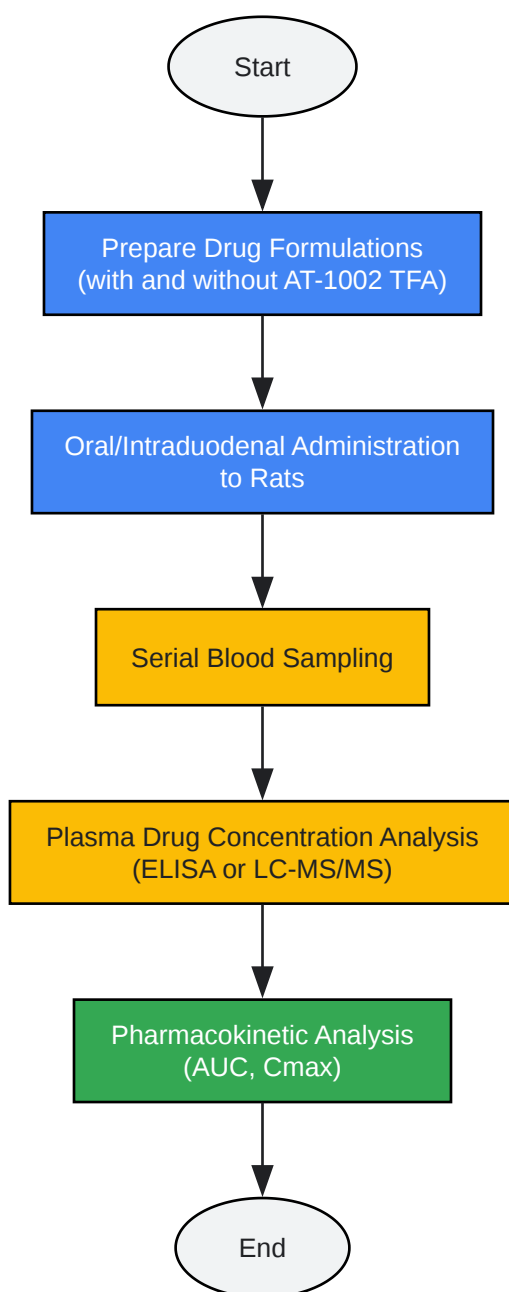 Start
Prepare Drug Formulations
(with and without AT-1002 TFA)
Oral/Intraduodenal Administration
to Rats
Serial Blood Sampling
Plasma Drug Concentration Analysis
(ELISA or LC-MS/MS)
Pharmacokinetic Analysis
(AUC, Cmax)
End